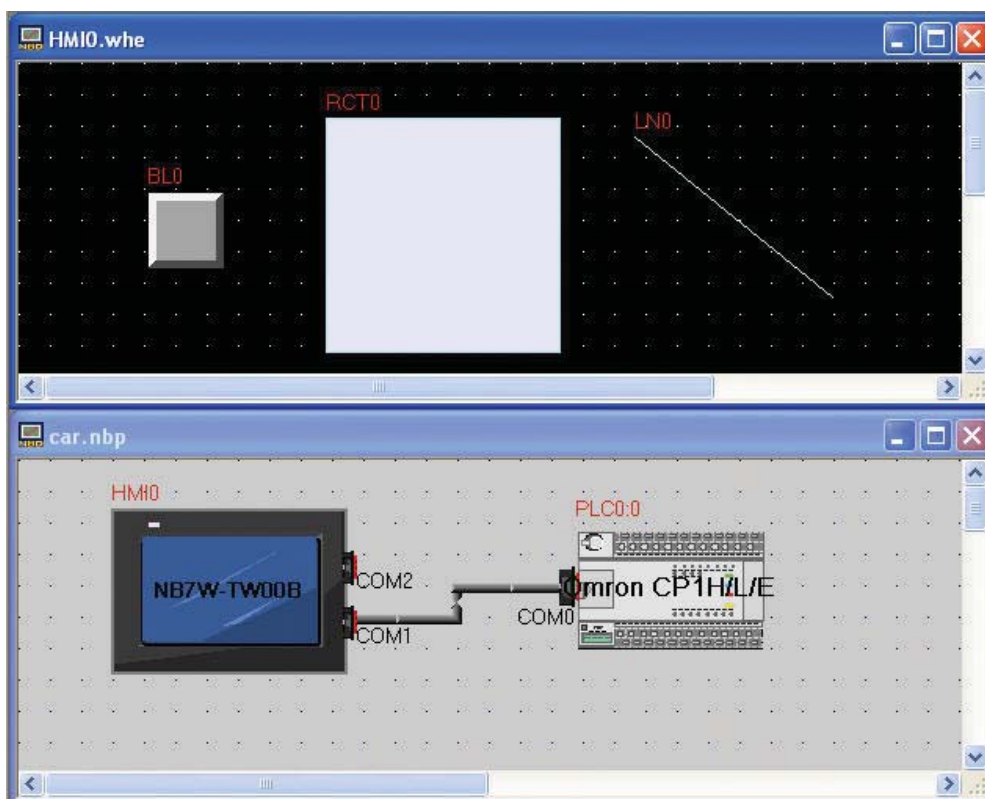 HMI0.whe
RCT0
LN0
BL0
car.nbp
HMI0
PLC0:0
NB7W-TW00B
COM2
Omron CP1H/L/E
COM0
COM1